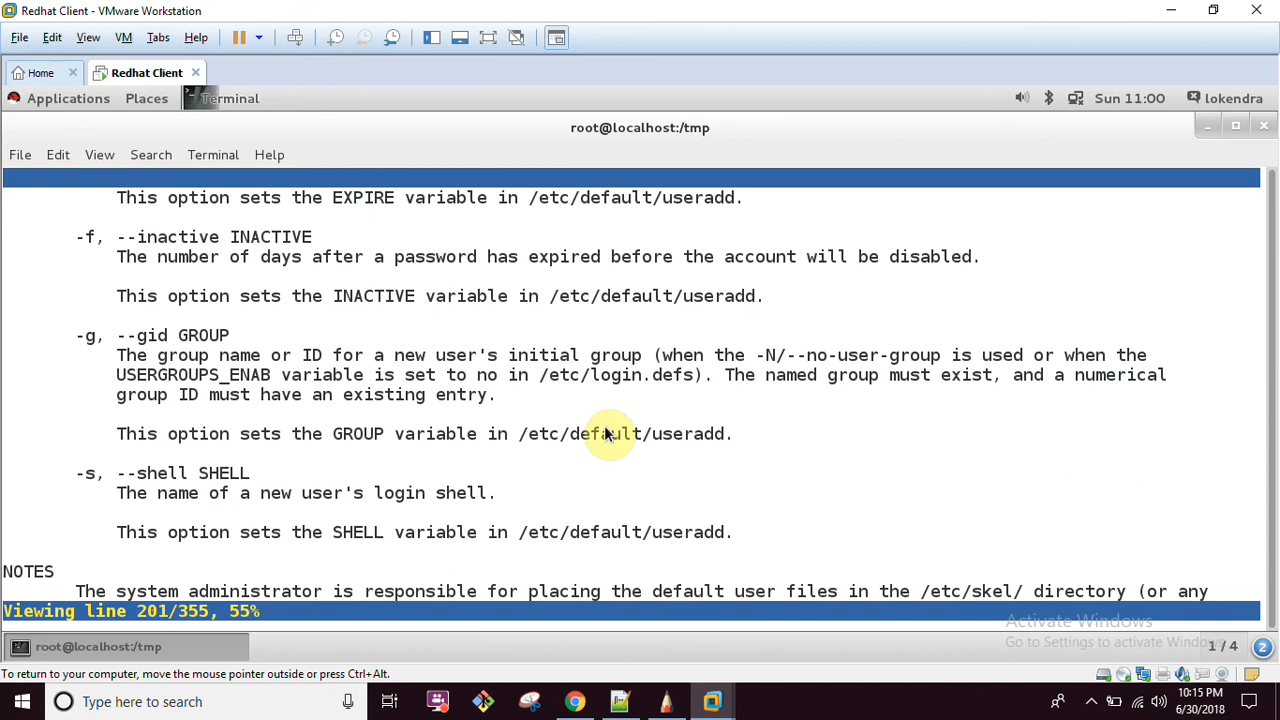 Redhat Client - VMware Workstation
File Edit View VM Tabs Help
Home Redhat Client
Applications Places Terminal Sun 11:00 lokendra
root@localhost:/tmp
File Edit View Search Terminal Help
This option sets the EXPIRE variable in /etc/default/useradd.
-f, --inactive INACTIVE
The number of days after a password has expired before the account will be disabled.
This option sets the INACTIVE variable in /etc/default/useradd.
-g, --gid GROUP
The group name or ID for a new user's initial group (when the -N/--no-user-group is used or when the
USERGROUPS_ENAB variable is set to no in /etc/login.defs). The named group must exist, and a numerical
group ID must have an existing entry.
This option sets the GROUP variable in /etc/default/useradd.
-s, --shell SHELL
The name of a new user's login shell.
This option sets the SHELL variable in /etc/default/useradd.
NOTES
The system administrator is responsible for placing the default user files in the /etc/skel/ directory (or any
Viewing line 201/355, 55%
Activate Windows
Go to Settings to activate Windows.
root@localhost:/tmp 1 / 4 2
To return to your computer, move the mouse pointer outside or press Ctrl+Alt.
Type here to search 10:15 PM
6/30/2018